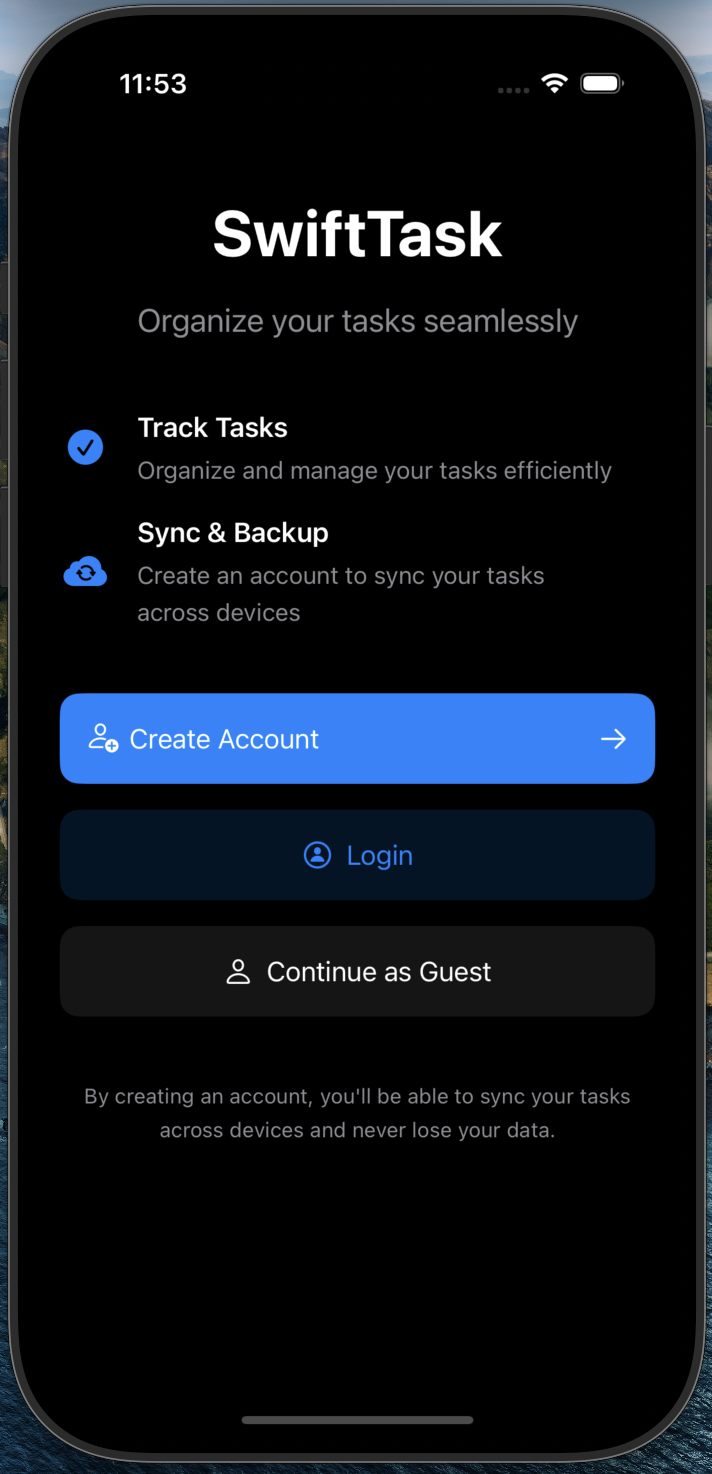 11:53
SwiftTask
Organize your tasks seamlessly
Track Tasks
Organize and manage your tasks efficiently
Sync & Backup
Create an account to sync your tasks
across devices
Create Account
Login
Continue as Guest
By creating an account, you'll be able to sync your tasks
across devices and never lose your data.